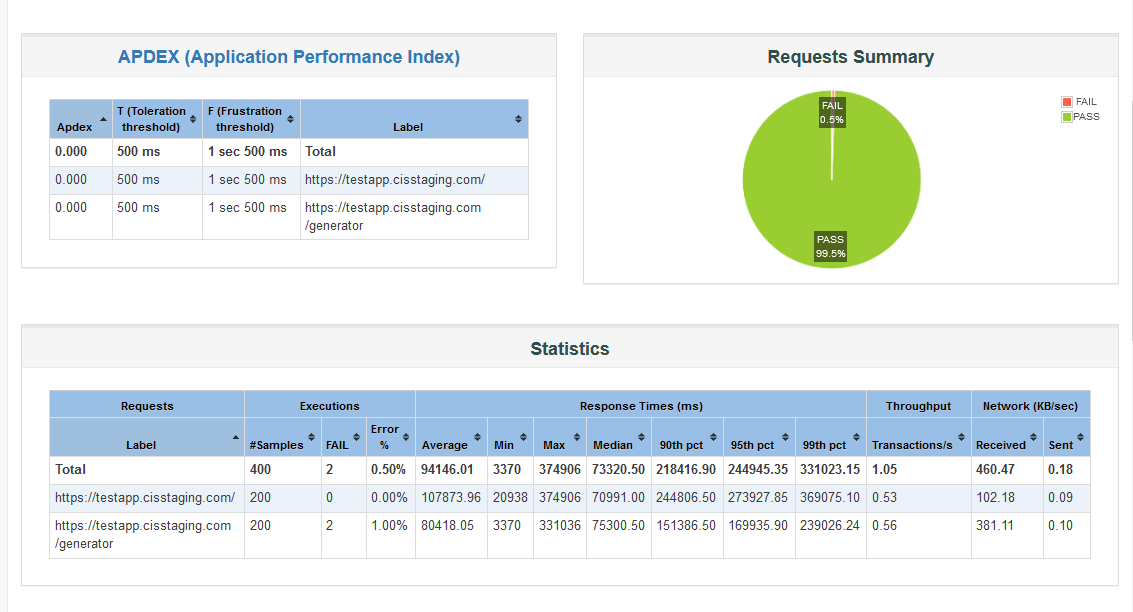 APDEX (Application Performance Index)
Apdex T (Toleration threshold) F (Frustration threshold) Label
0.000 500 ms 1 sec 500 ms Total
0.000 500 ms 1 sec 500 ms https://testapp.cisstaging.com/
0.000 500 ms 1 sec 500 ms https://testapp.cisstaging.com
/generator
Requests Summary
FAIL
0.5%
PASS
99.5%
FAIL
PASS
Statistics
Requests Executions Response Times (ms) Throughput Network (KB/sec)
Label #Samples FAIL Error % Average Min Max Median 90th pct 95th pct 99th pct Transactions/s Received Sent
Total 400 2 0.50% 94146.01 3370 374906 73320.50 218416.90 244945.35 331023.15 1.05 460.47 0.18
https://testapp.cisstaging.com/ 200 0 0.00% 107873.96 20938 374906 70991.00 244806.50 273927.85 369075.10 0.53 102.18 0.09
https://testapp.cisstaging.com 200 2 1.00% 80418.05 3370 331036 75300.50 151386.50 169935.90 239026.24 0.56 381.11 0.10
/generator